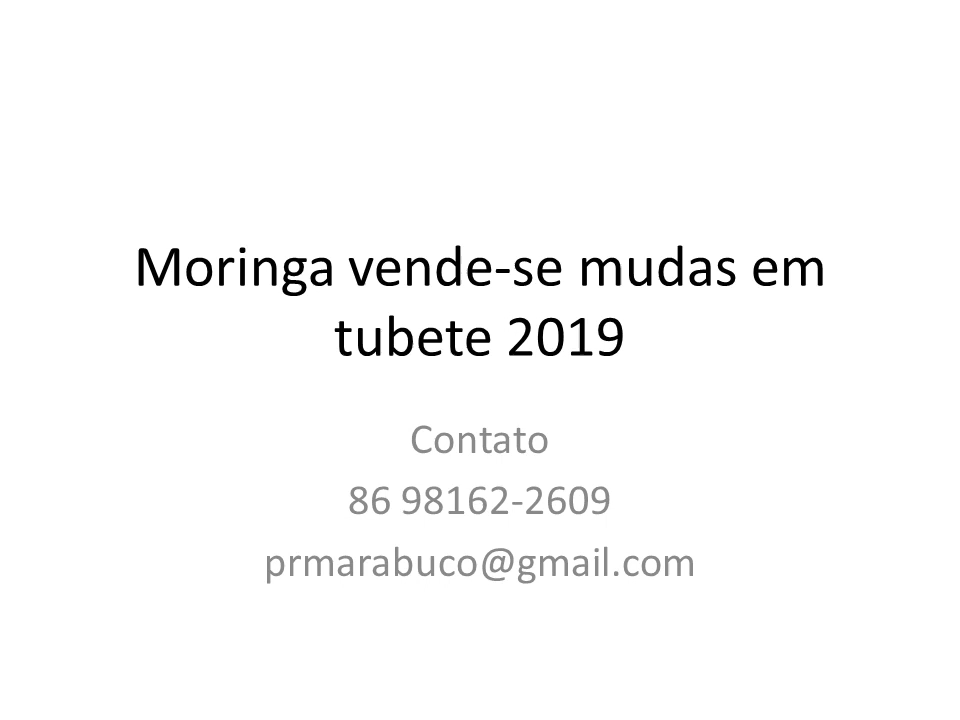 Moringa vende-se mudas em
tubete 2019
Contato
86 98162-2609
prmarabuco@gmail.com